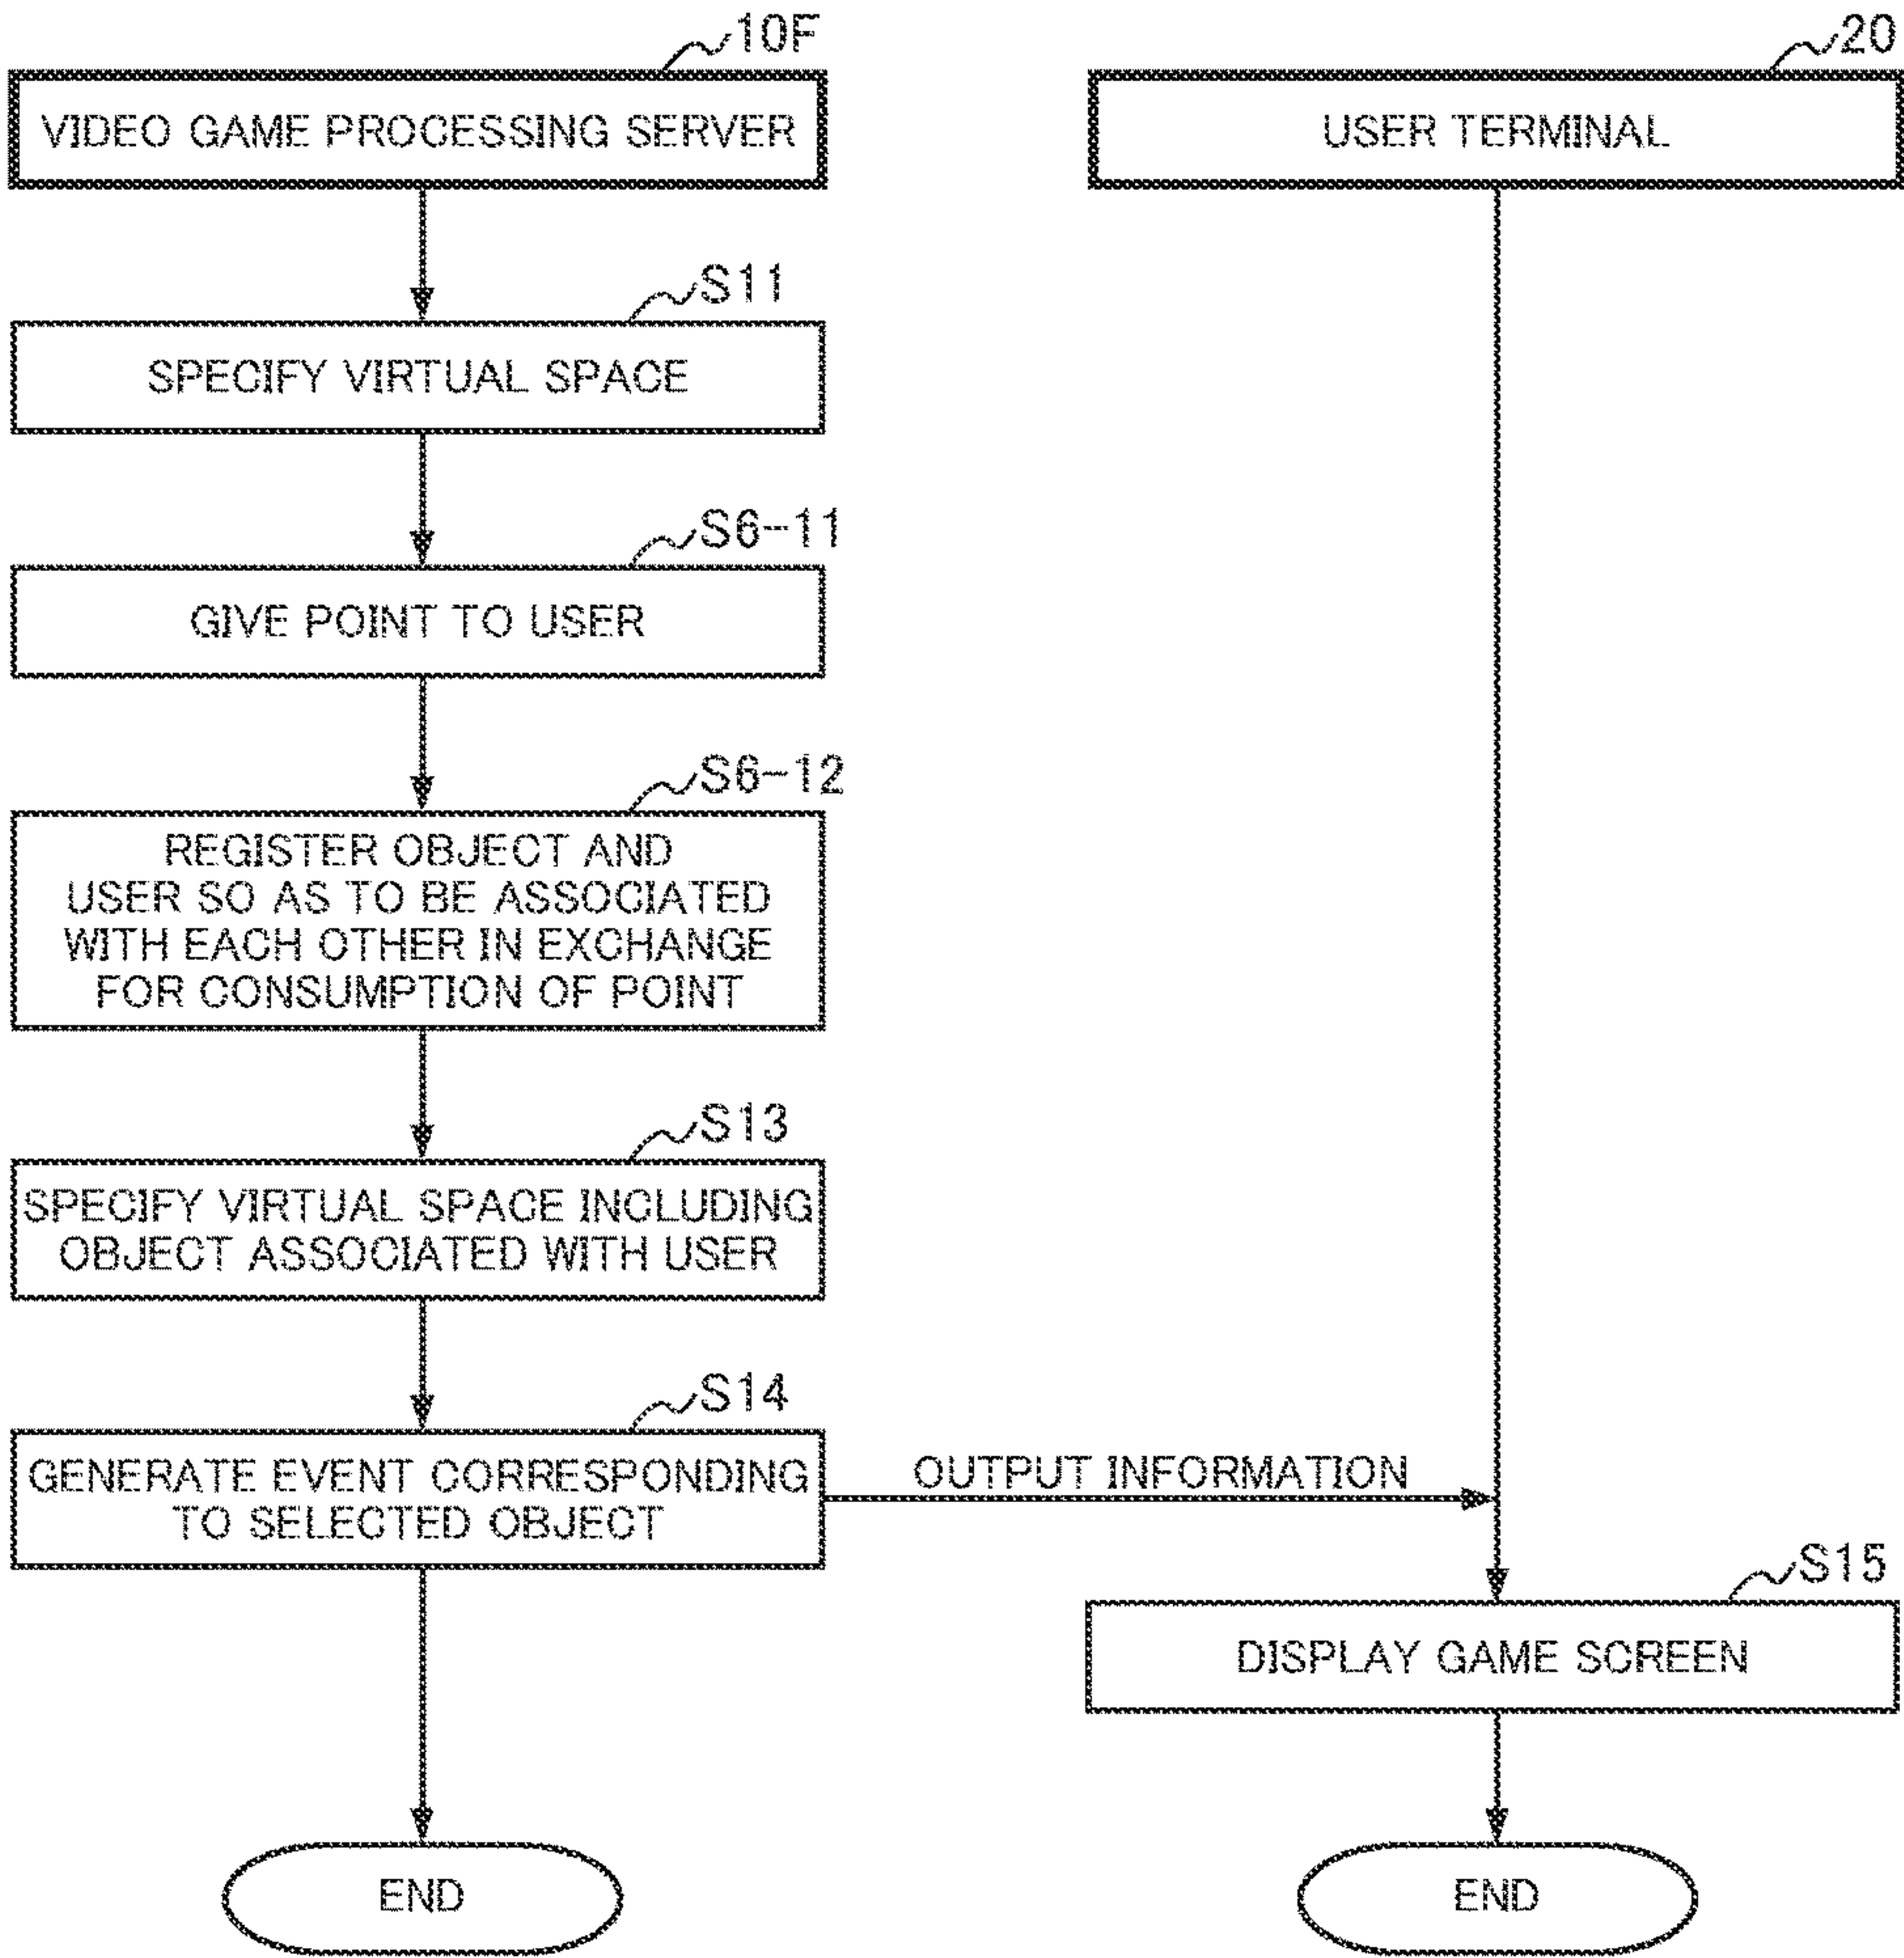 10F
VIDEO GAME PROCESSING SERVER
20
USER TERMINAL
S11
SPECIFY VIRTUAL SPACE
S6-11
GIVE POINT TO USER
S6-12
REGISTER OBJECT AND
USER SO AS TO BE ASSOCIATED
WITH EACH OTHER IN EXCHANGE
FOR CONSUMPTION OF POINT
S13
SPECIFY VIRTUAL SPACE INCLUDING
OBJECT ASSOCIATED WITH USER
S14
GENERATE EVENT CORRESPONDING
TO SELECTED OBJECT
OUTPUT INFORMATION
S15
DISPLAY GAME SCREEN
END
END